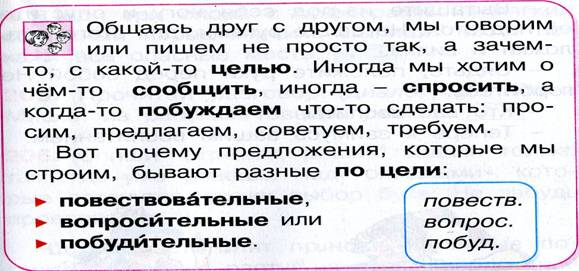 Общаясь друг с другом, мы говорим
или пишем не просто так, а зачем-
то, с какой-то целью. Иногда мы хотим о
чём-то сообщить, иногда – спросить, а
когда-то побуждаем что-то сделать: про-
сим, предлагаем, советуем, требуем.
Вот почему предложения, которые мы
строим, бывают разные по цели:
повествова́тельные,
вопроси́тельные или
побуди́тельные.
повеств.
вопрос.
побуд.